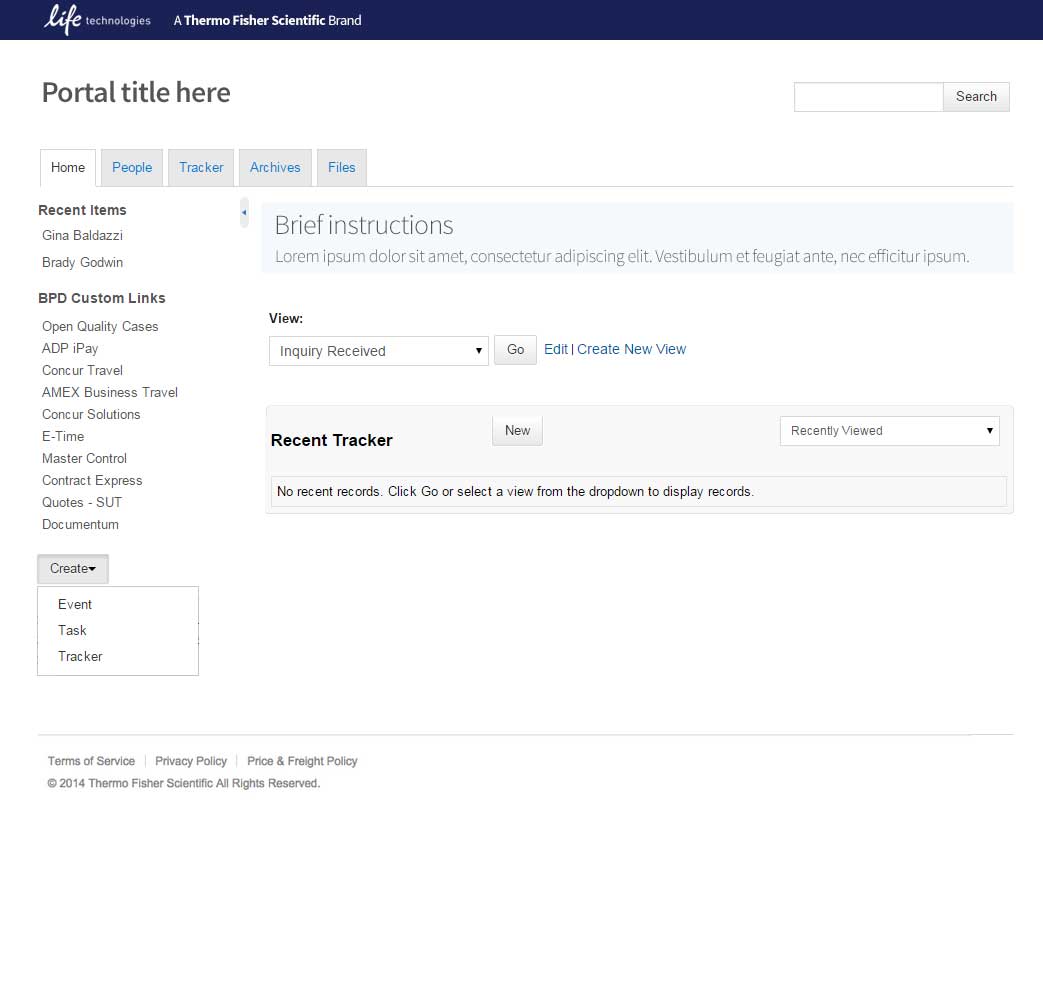 life technologies A Thermo Fisher Scientific Brand
Portal title here
Search
Home People Tracker Archives Files
Recent Items
Gina Baldazzi
Brady Godwin
BPD Custom Links
Open Quality Cases
ADP iPay
Concur Travel
AMEX Business Travel
Concur Solutions
E-Time
Master Control
Contract Express
Quotes - SUT
Documentum
Create
Event
Task
Tracker
Brief instructions
Lorem ipsum dolor sit amet, consectetur adipiscing elit. Vestibulum et feugiat ante, nec efficitur ipsum.
View:
Inquiry Received Go Edit | Create New View
Recent Tracker New Recently Viewed
No recent records. Click Go or select a view from the dropdown to display records.
Terms of Service | Privacy Policy | Price & Freight Policy
© 2014 Thermo Fisher Scientific All Rights Reserved.